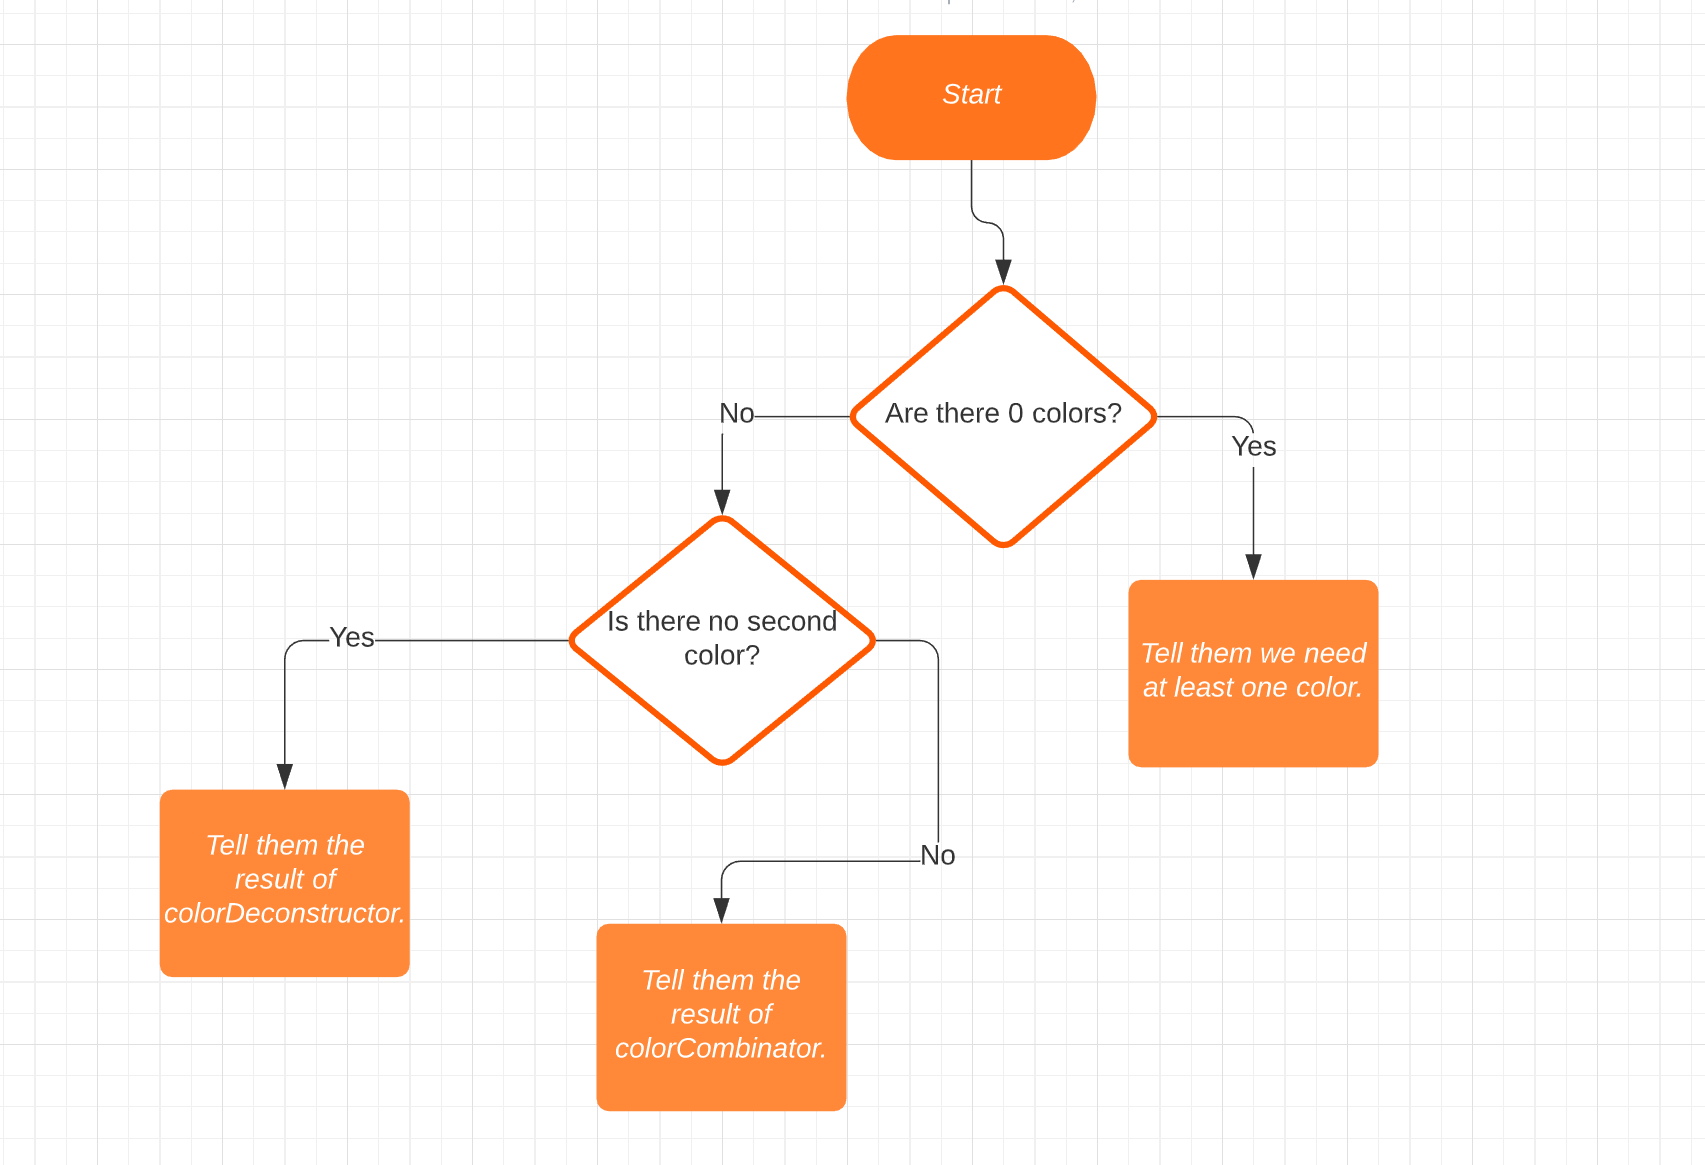 Start
Are there 0 colors?
No
Yes
Is there no second
color?
Yes
Tell them we need
at least one color.
No
Tell them the
result of
colorDeconstructor.
Tell them the
result of
colorCombinator.